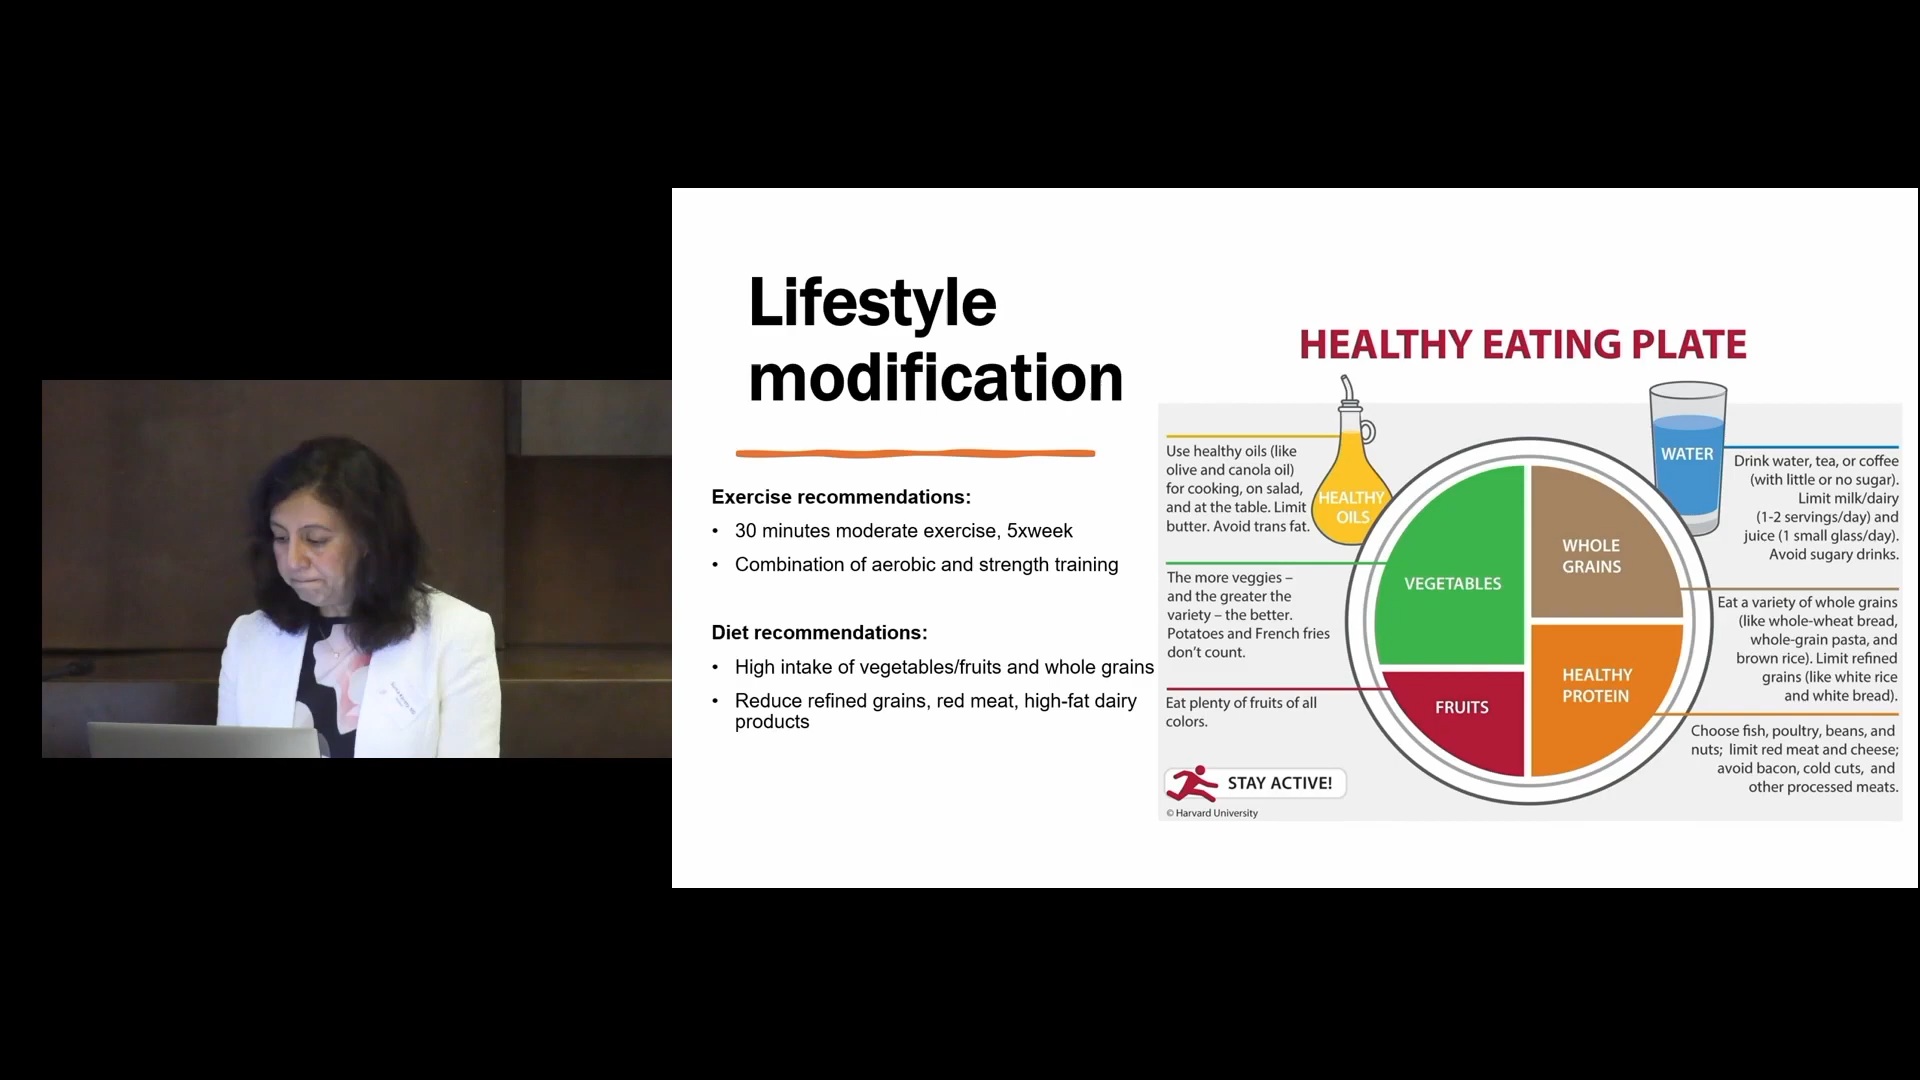 Lifestyle
modification
Exercise recommendations:
• 30 minutes moderate exercise, 5xweek
• Combination of aerobic and strength training
Diet recommendations:
• High intake of vegetables/fruits and whole grains
• Reduce refined grains, red meat, high-fat dairy
products
HEALTHY EATING PLATE
Use healthy oils (like
olive and canola oil)
for cooking, on salad,
and at the table. Limit
butter. Avoid trans fat.
HEALTHY
OILS
The more veggies –
and the greater the
variety – the better.
Potatoes and French fries
don’t count.
Eat plenty of fruits of all
colors.
STAY ACTIVE!
© Harvard University
VEGETABLES
FRUITS
WHOLE
GRAINS
HEALTHY
PROTEIN
WATER
Drink water, tea, or coffee
(with little or no sugar).
Limit milk/dairy
(1-2 servings/day) and
juice (1 small glass/day).
Avoid sugary drinks.
Eat a variety of whole grains
(like whole-wheat bread,
whole-grain pasta, and
brown rice). Limit refined
grains (like white rice
and white bread).
Choose fish, poultry, beans, and
nuts; limit red meat and cheese;
avoid bacon, cold cuts, and
other processed meats.